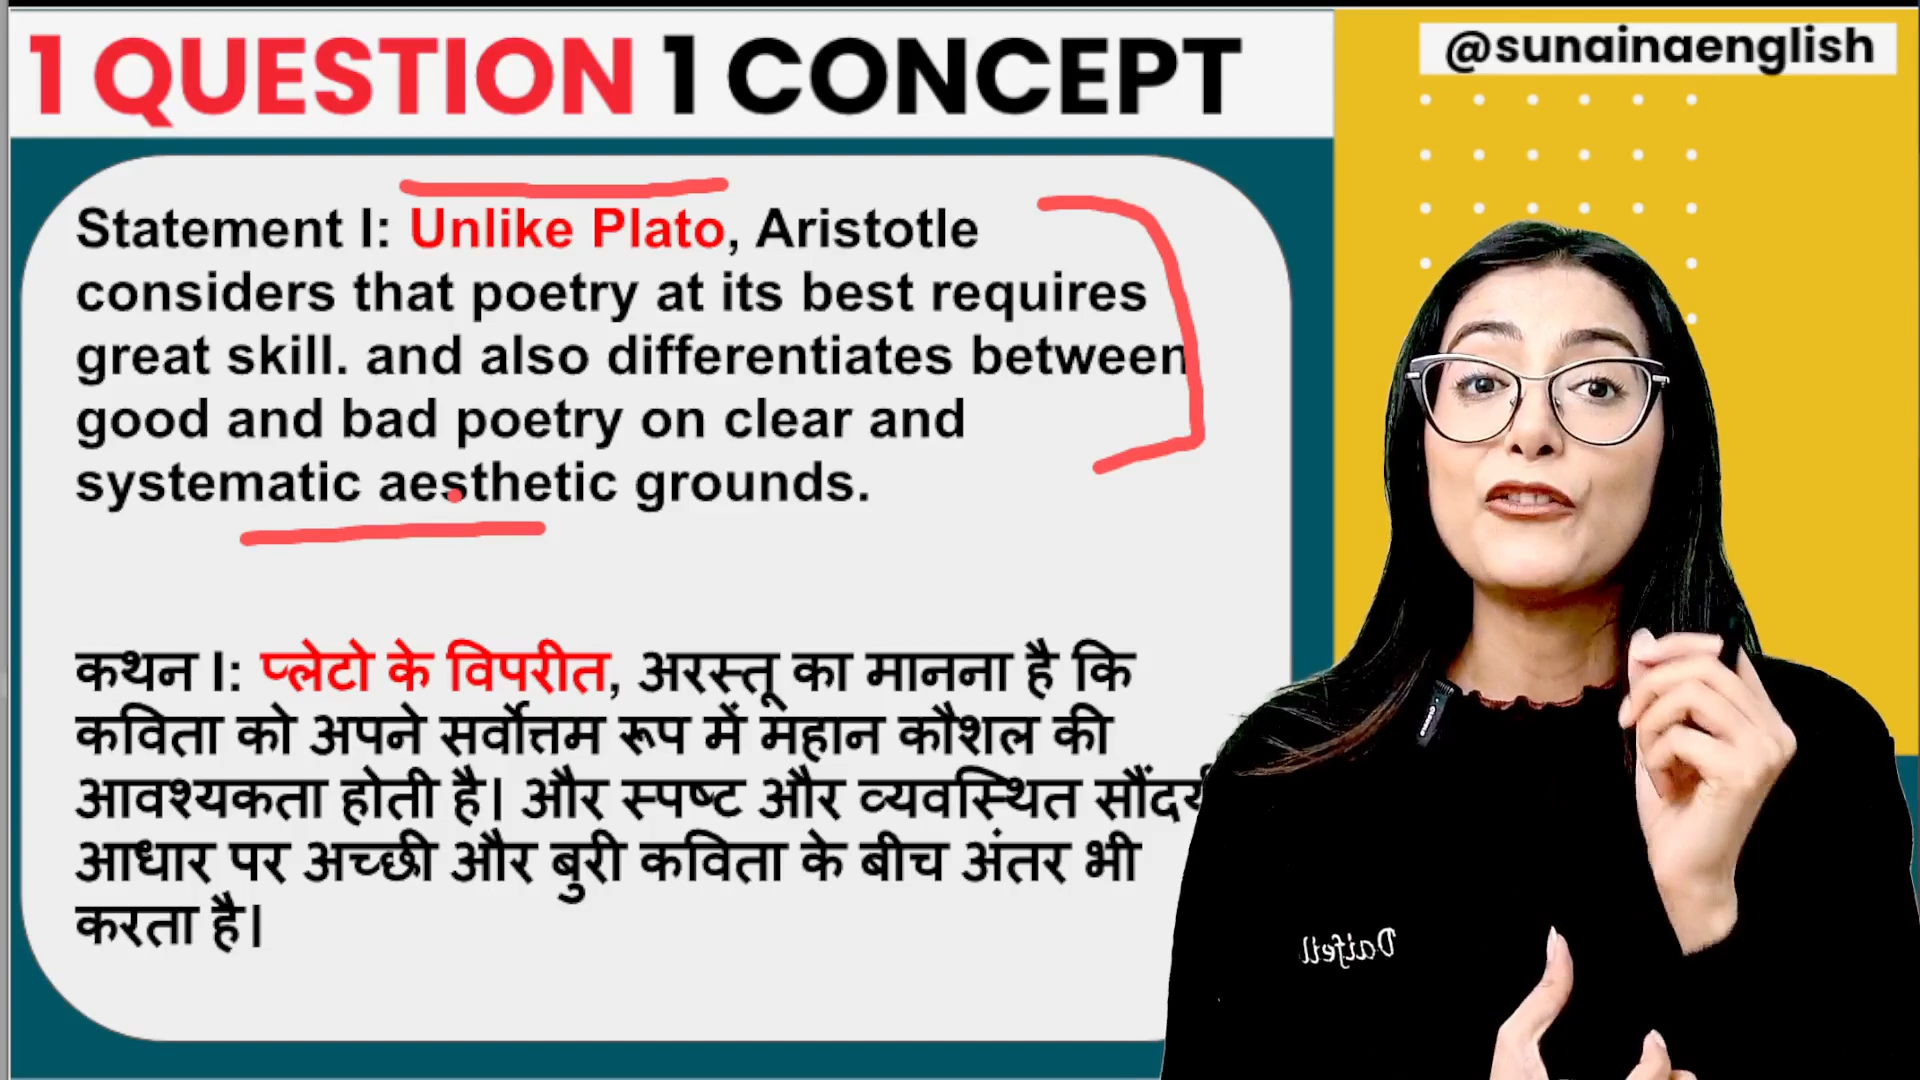 1 QUESTION 1 CONCEPT
@sunainaenglish
Statement I: Unlike Plato, Aristotle
considers that poetry at its best requires
great skill. and also differentiates between
good and bad poetry on clear and
systematic aesthetic grounds.
कथन I: प्लेटो के विपरीत, अरस्तू का मानना है कि
कविता को अपने सर्वोत्तम रूप में महान कौशल की
आवश्यकता होती है। और स्पष्ट और व्यवस्थित
आधार पर अच्छी और बुरी कविता के बीच अंतर भी
करता है।